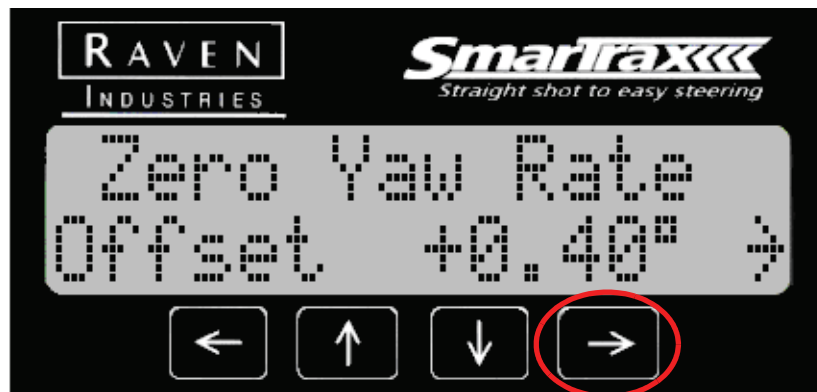 RAVEN
INDUSTRIES
SmarTrax
Straight shot to easy steering
Zero Yaw Rate
Offset +0.40° →
← ↑ ↓ →